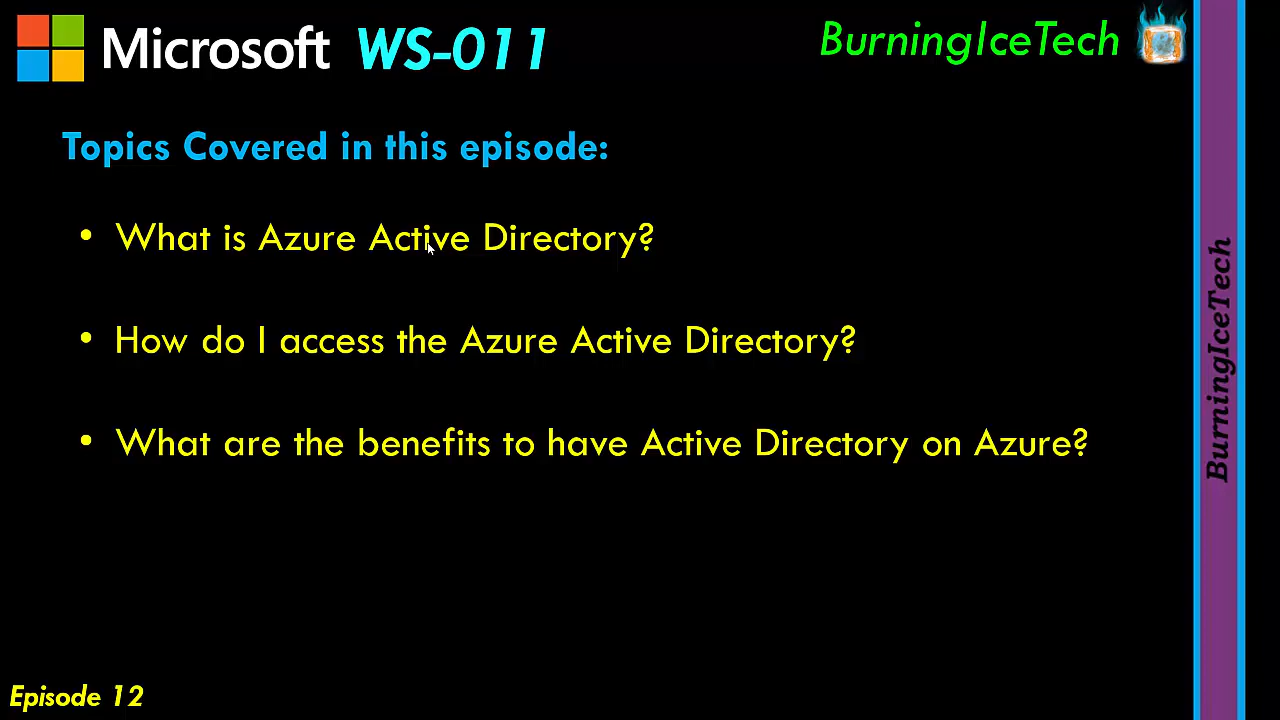 Microsoft WS-011
BurningIceTech
Topics Covered in this episode:
• What is Azure Active Directory?
• How do I access the Azure Active Directory?
• What are the benefits to have Active Directory on Azure?
BurningIceTech
Episode 12